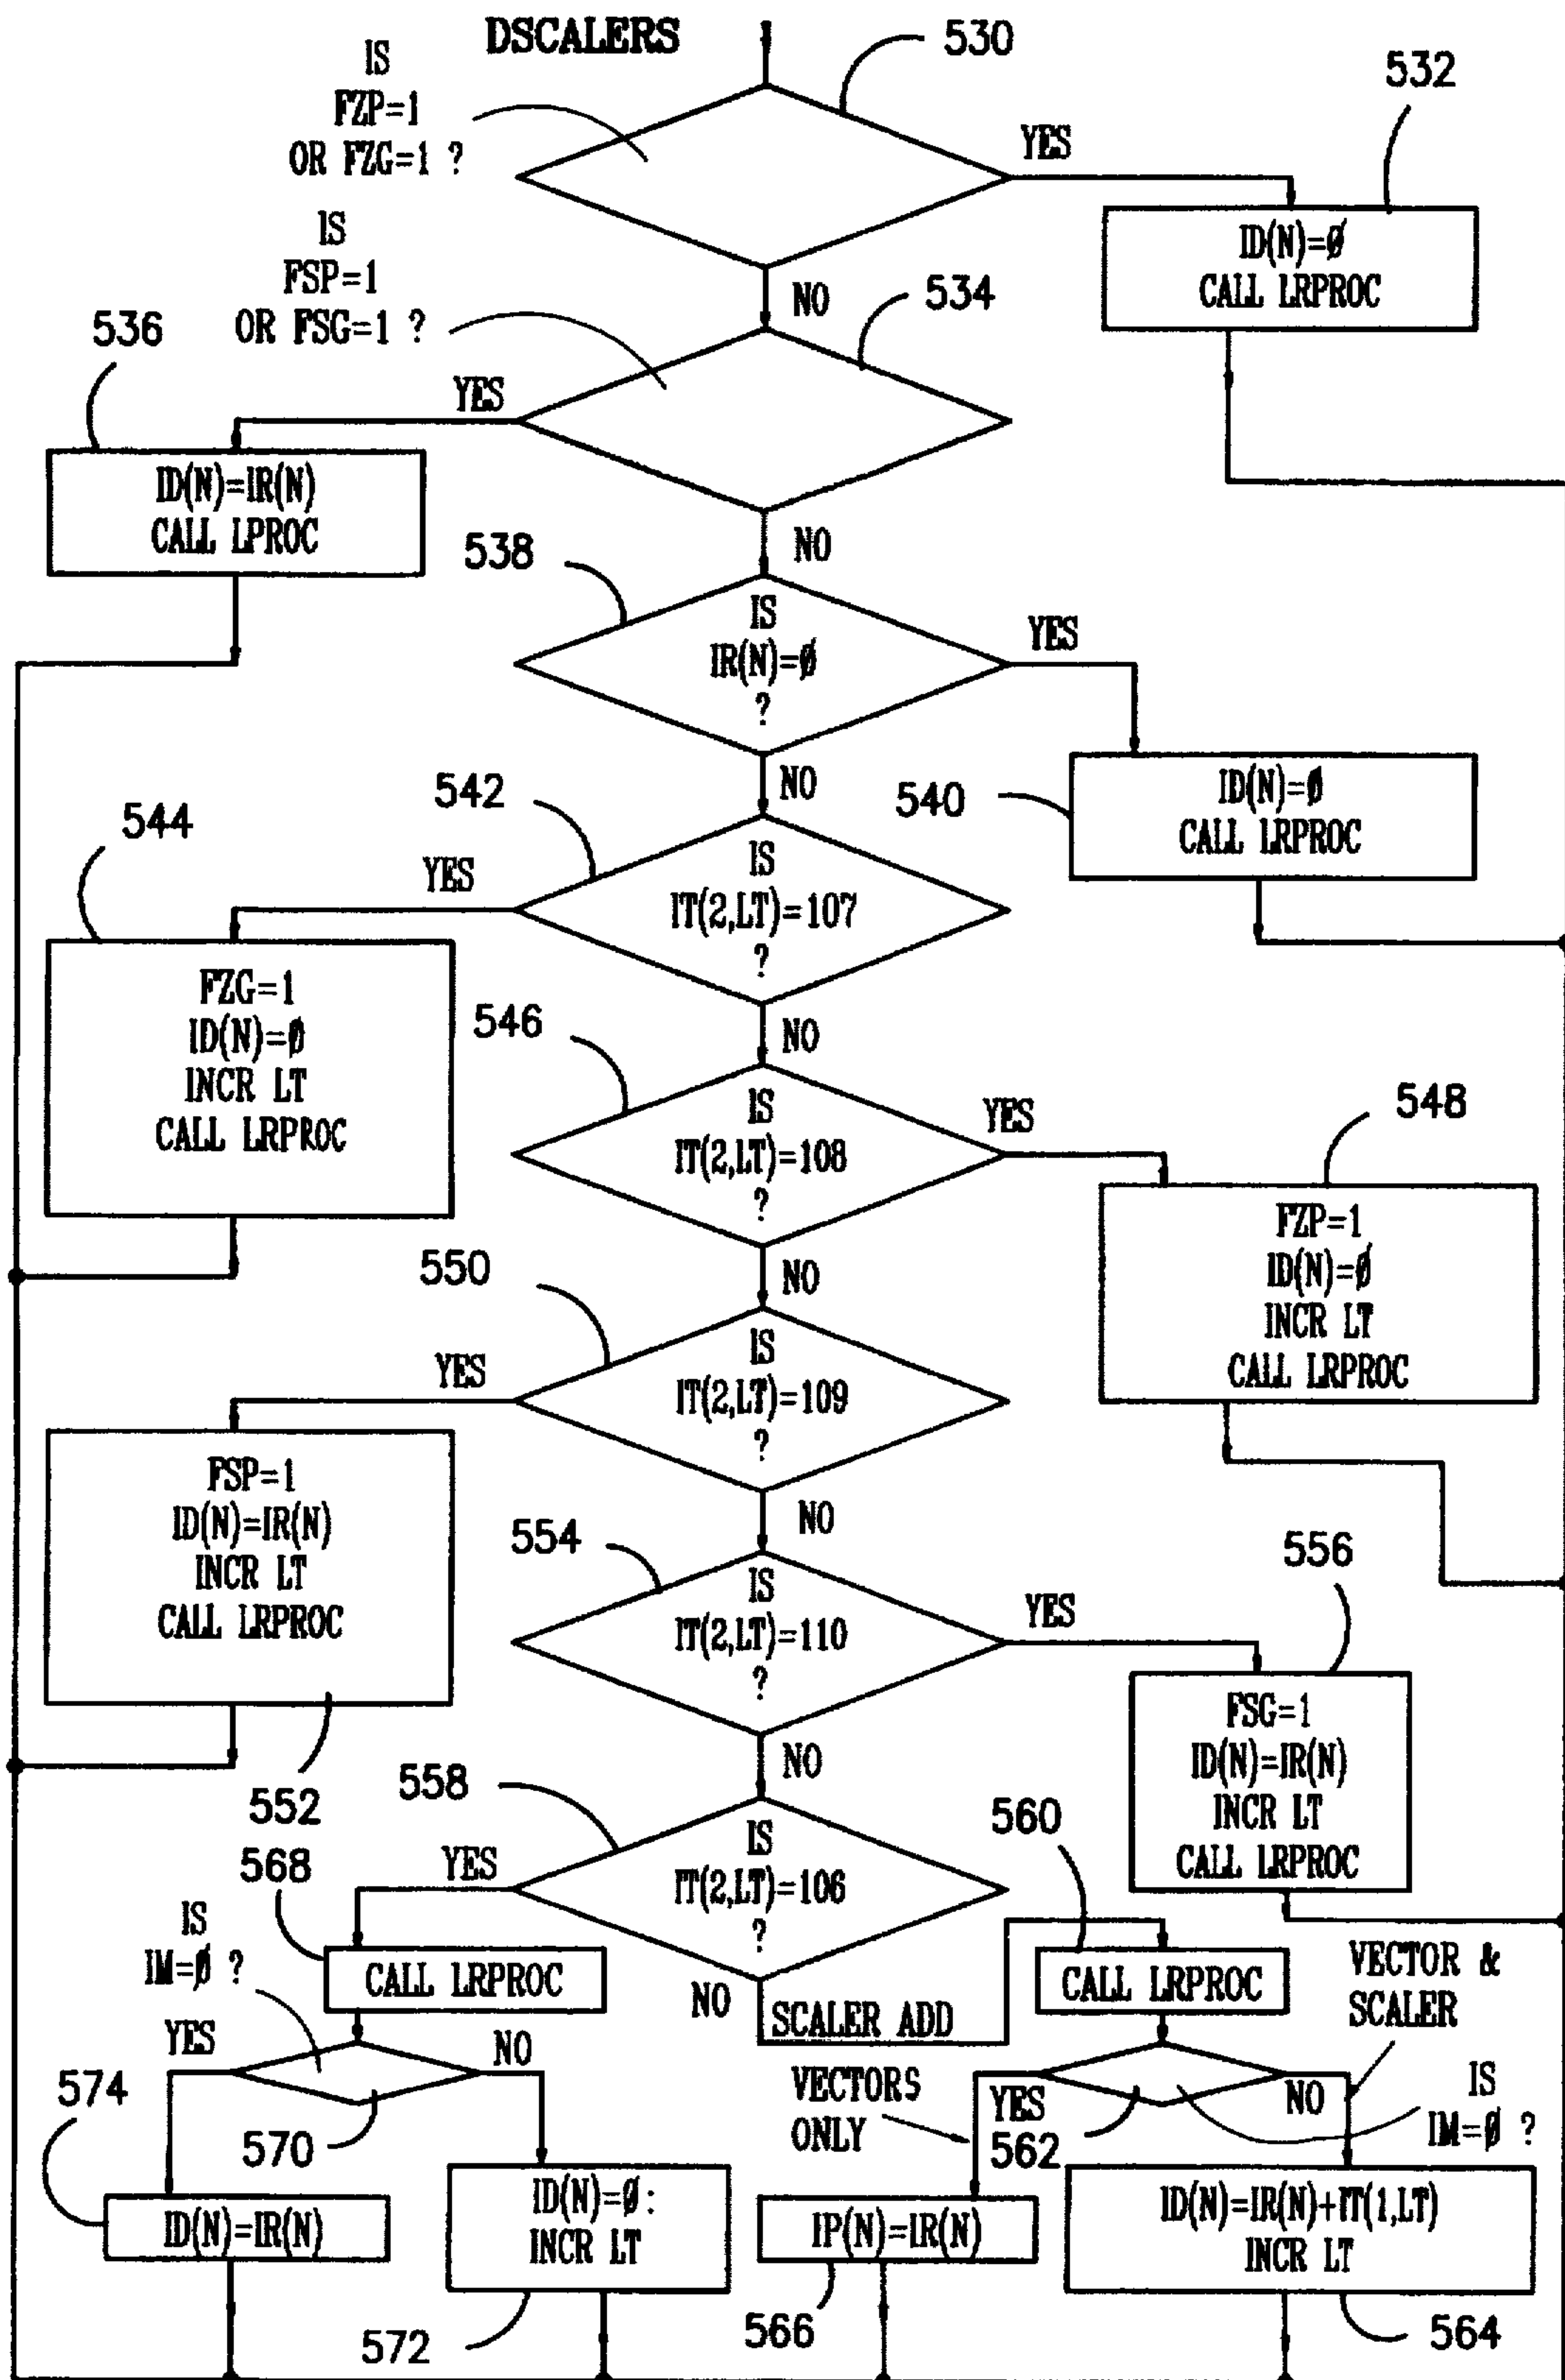 DSCALERS
530
IS
FZP=1
OR FZG=1 ?
YES
532
ID(N)=Ø
CALL LRPROC
NO
IS
FSP=1
OR FSG=1 ?
534
536
YES
ID(N)=IR(N)
CALL LPROC
NO
538
IS
IR(N)=Ø
?
YES
540
ID(N)=Ø
CALL LRPROC
NO
542
544
YES
IS
IT(2,LT)=107
?
FZG=1
ID(N)=Ø
INCR LT
CALL LRPROC
NO
546
IS
IT(2,LT)=108
?
YES
548
FZP=1
ID(N)=Ø
INCR LT
CALL LRPROC
NO
550
YES
IS
IT(2,LT)=109
?
FSP=1
ID(N)=IR(N)
INCR LT
CALL LRPROC
552
NO
554
IS
IT(2,LT)=110
?
YES
556
FSG=1
ID(N)=IR(N)
INCR LT
CALL LRPROC
NO
558
IS
IT(2,LT)=106
?
YES
568
CALL LRPROC
NO
SCALER ADD
560
CALL LRPROC
VECTOR &
SCALER
IS
IM=Ø ?
YES
NO
570
574
ID(N)=IR(N)
ID(N)=Ø:
INCR LT
572
VECTORS
ONLY
YES
562
NO
IS
IM=Ø ?
IP(N)=IR(N)
566
ID(N)=IR(N)+IT(1,LT)
INCR LT
564